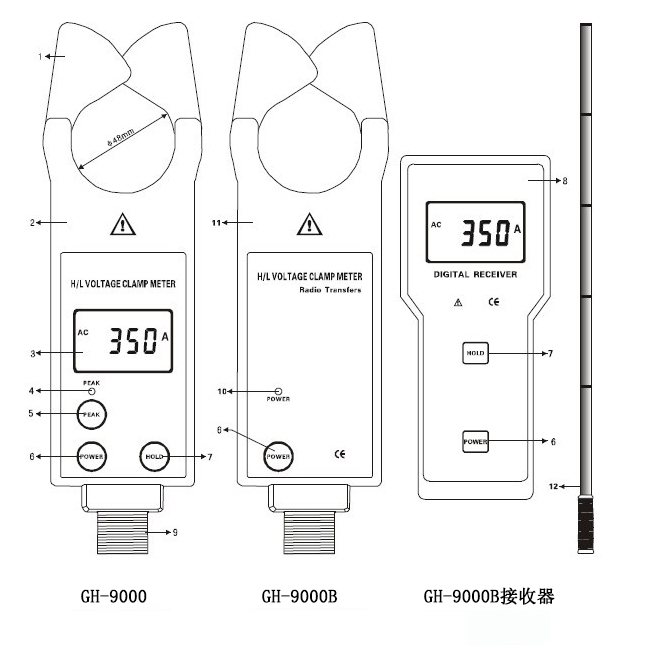 1
φ48mm
2
H/L VOLTAGE CLAMP METER
AC 350 A
3
PEAK
4
PEAK
5
POWER
6
HOLD
7
9
GH-9000
11
H/L VOLTAGE CLAMP METER
Radio Transfers
10
POWER
6
POWER
CE
GH-9000B
8
AC 350 A
DIGITAL RECEIVER
CE
HOLD
7
POWER
6
GH-9000B接收器
12